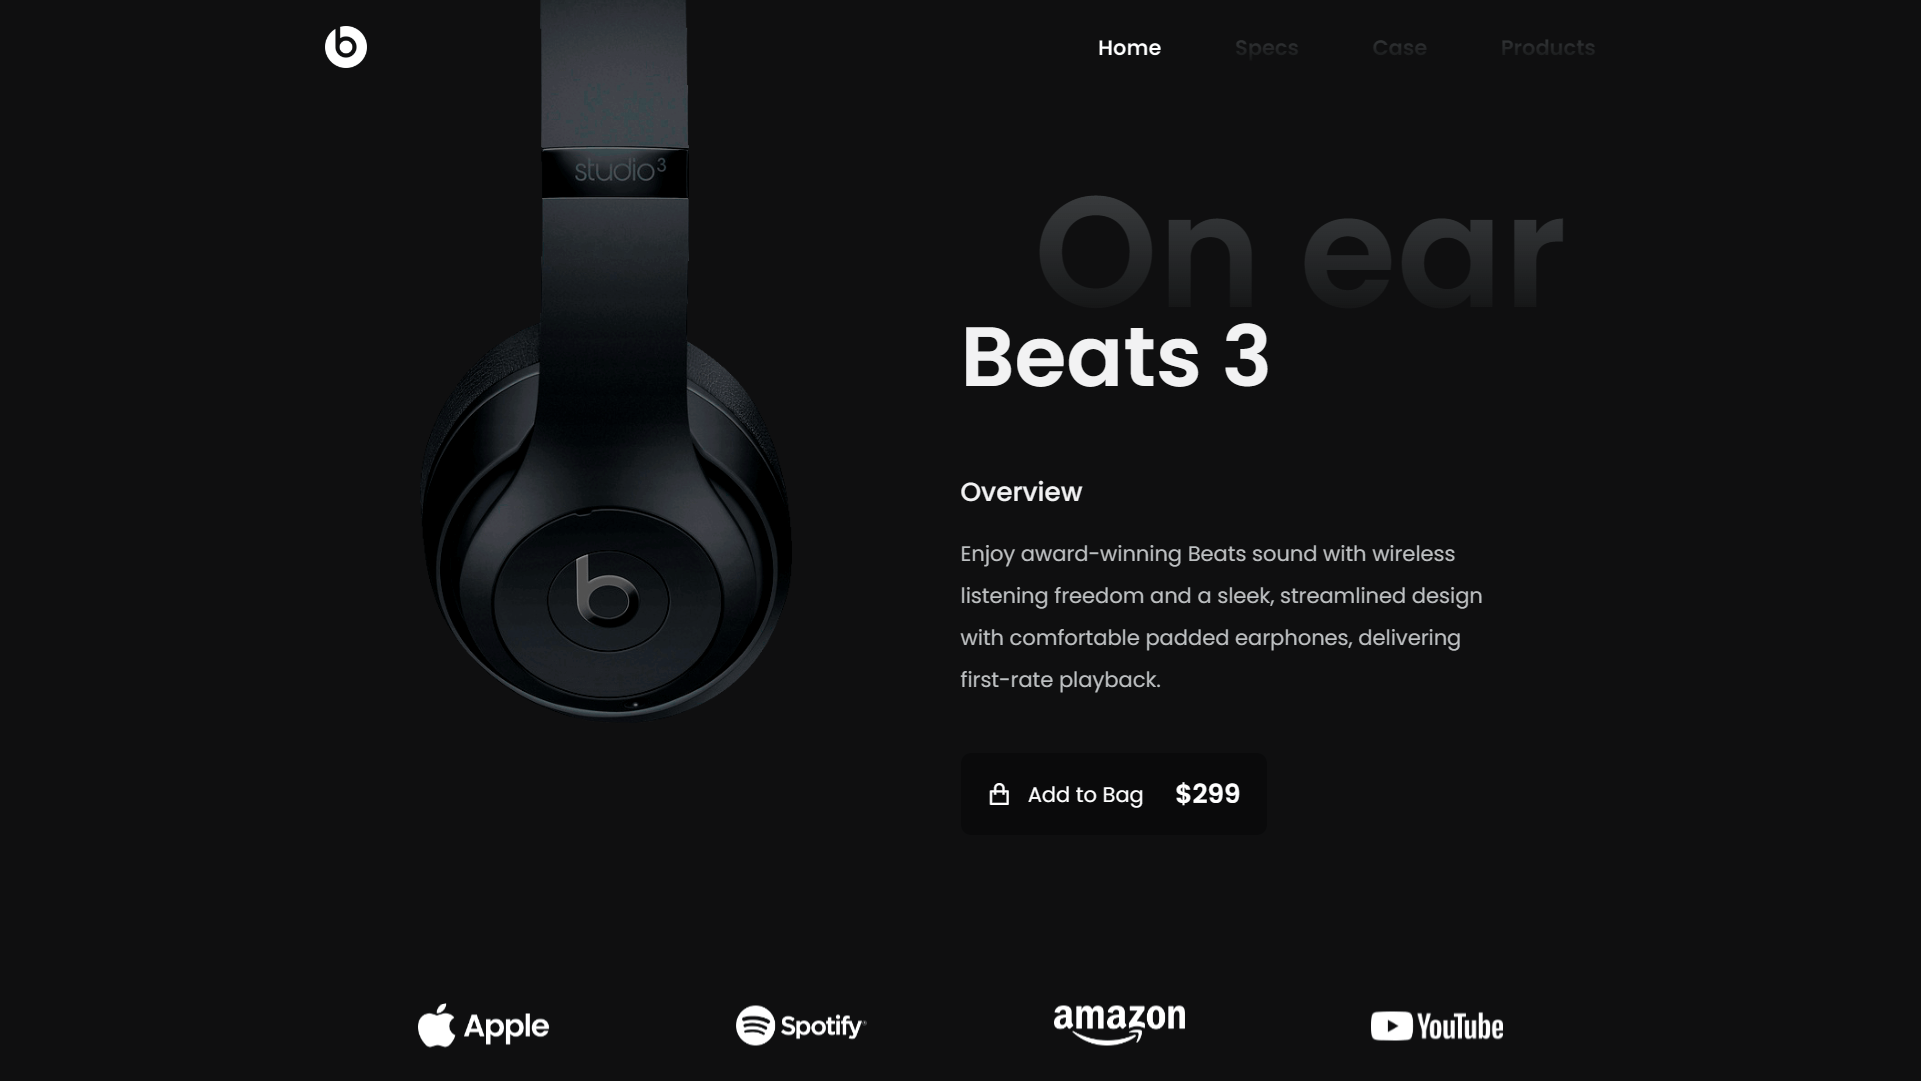 Home Specs Case Products
studio3
On ear
Beats 3
Overview
Enjoy award-winning Beats sound with wireless
listening freedom and a sleek, streamlined design
with comfortable padded earphones, delivering
first-rate playback.
Add to Bag $299
Apple Spotify amazon YouTube